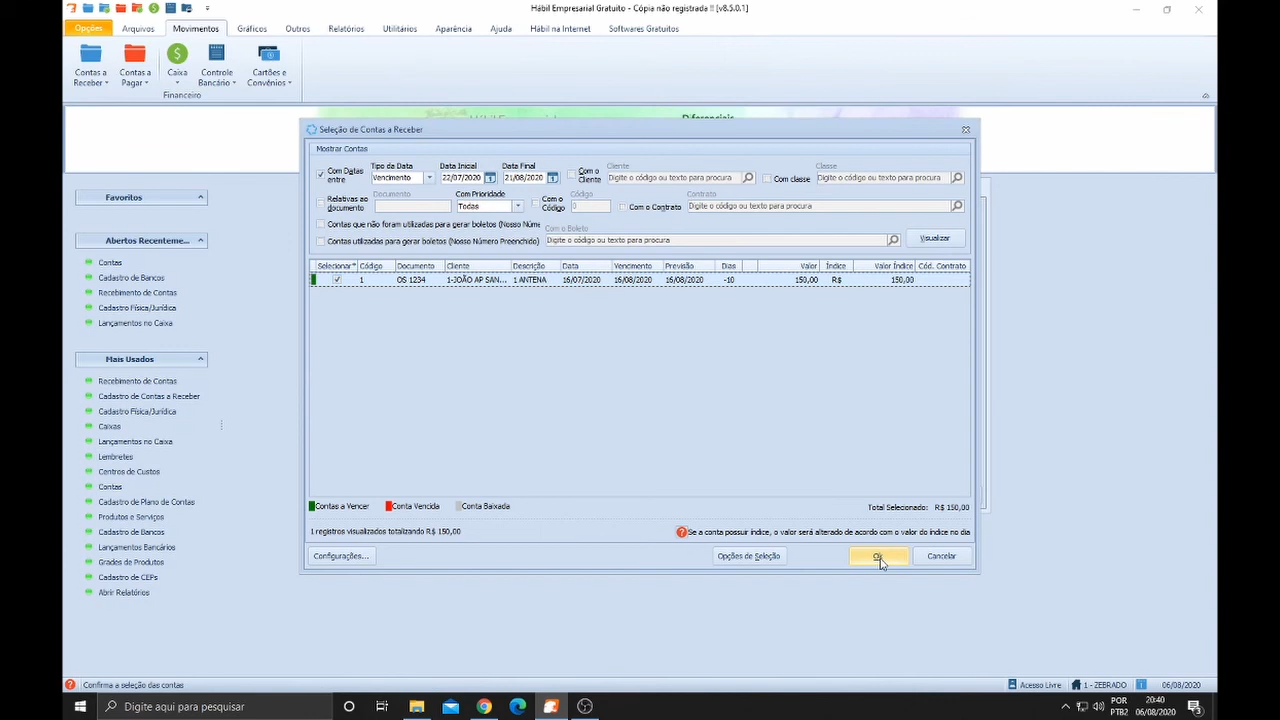 Hábil Empresarial Gratuito - Cópia não registrada !! [v8.5.0.1]
Opções Arquivos Movimentos Gráficos Outros Relatórios Utilitários Aparência Ajuda Hábil na Internet Softwares Gratuitos
Contas a Receber Contas a Pagar Caixa Controle Bancário Cartões e Convênios
Financeiro
Seleção de Contas a Receber
Mostrar Contas
Com Datas entre Tipo da Data Vencimento Data Inicial 22/07/2020 Data Final 21/08/2020 Com o Cliente Cliente Digite o código ou texto para procura Com classe Classe Digite o código ou texto para procura
Relativas ao documento Documento Com Prioridade Todas Com o Código Código 0 Com o Contrato Contrato Digite o código ou texto para procura
Contas que não foram utilizadas para gerar boletos (Nosso Núme
Contas utilizadas para gerar boletos (Nosso Número Preenchido) Com o Boleto Digite o código ou texto para procura Visualizar
Selecionar* Código Documento Cliente Descrição Data Vencimento Previsão Dias Valor Índice Valor Índice Cód. Contrato
1 OS 1234 1-JOÃO AP SAN... 1 ANTENA 16/07/2020 16/08/2020 16/08/2020 -10 150,00 R$ 150,00
Contas a Vencer Conta Vencida Conta Baixada Total Selecionado: R$ 150,00
1 registros visualizados totalizando R$ 150,00 Se a conta possuir índice, o valor será alterado de acordo com o valor do índice no dia
Configurações... Opções de Seleção Ok Cancelar
Favoritos
Abertos Recenteme...
Contas
Cadastro de Bancos
Recebimento de Contas
Cadastro Física/Jurídica
Lançamentos no Caixa
Mais Usados
Recebimento de Contas
Cadastro de Contas a Receber
Cadastro Física/Jurídica
Caixas
Lançamentos no Caixa
Lembretes
Centros de Custos
Contas
Cadastro de Plano de Contas
Produtos e Serviços
Cadastro de Bancos
Lançamentos Bancários
Grades de Produtos
Cadastro de CEPs
Abrir Relatórios
Confirma a seleção das contas Acesso Livre 1 - ZEBRADO 06/08/2020
Digite aqui para pesquisar POR PTB2 20:40 06/08/2020